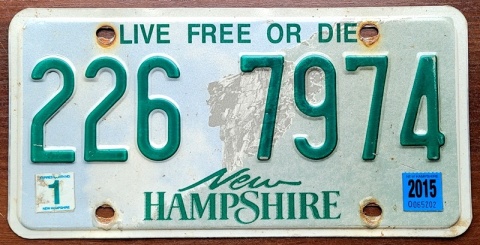 LIVE FREE OR DIE
226 7974
1
2015
New
HAMPSHIRE